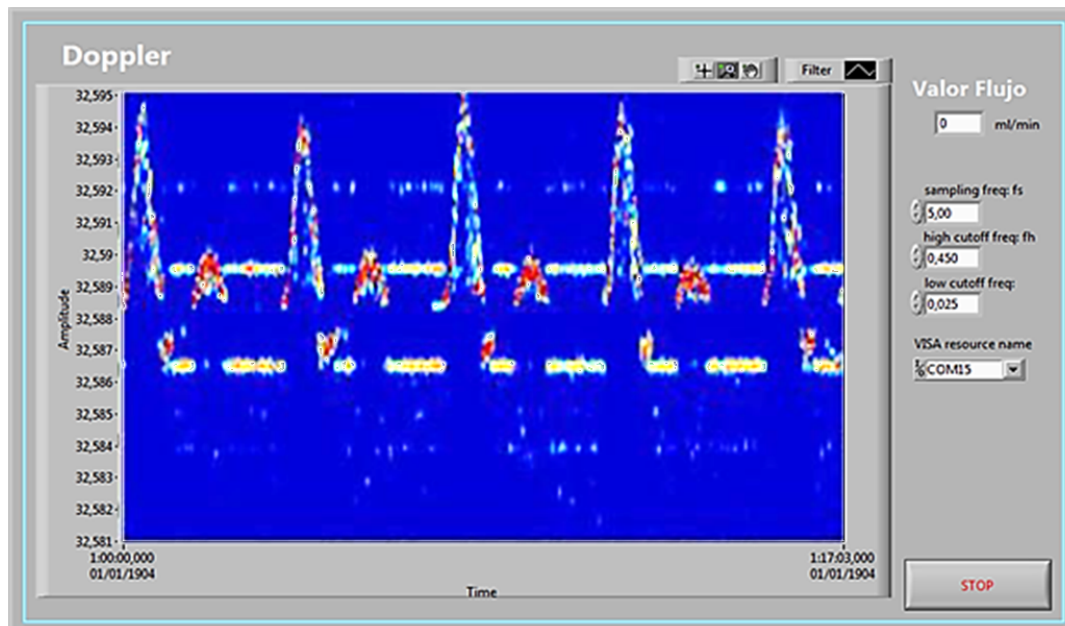 Doppler
Filter
Valor Flujo
0 ml/min
sampling freq: fs
5,00
high cutoff freq: fh
0,450
low cutoff freq:
0,025
VISA resource name
COM15
STOP
Amplitude
32,595
32,594
32,593
32,592
32,591
32,59
32,589
32,588
32,587
32,586
32,585
32,584
32,583
32,582
32,581
1:00:00,000
01/01/1904
1:17:03,000
01/01/1904
Time